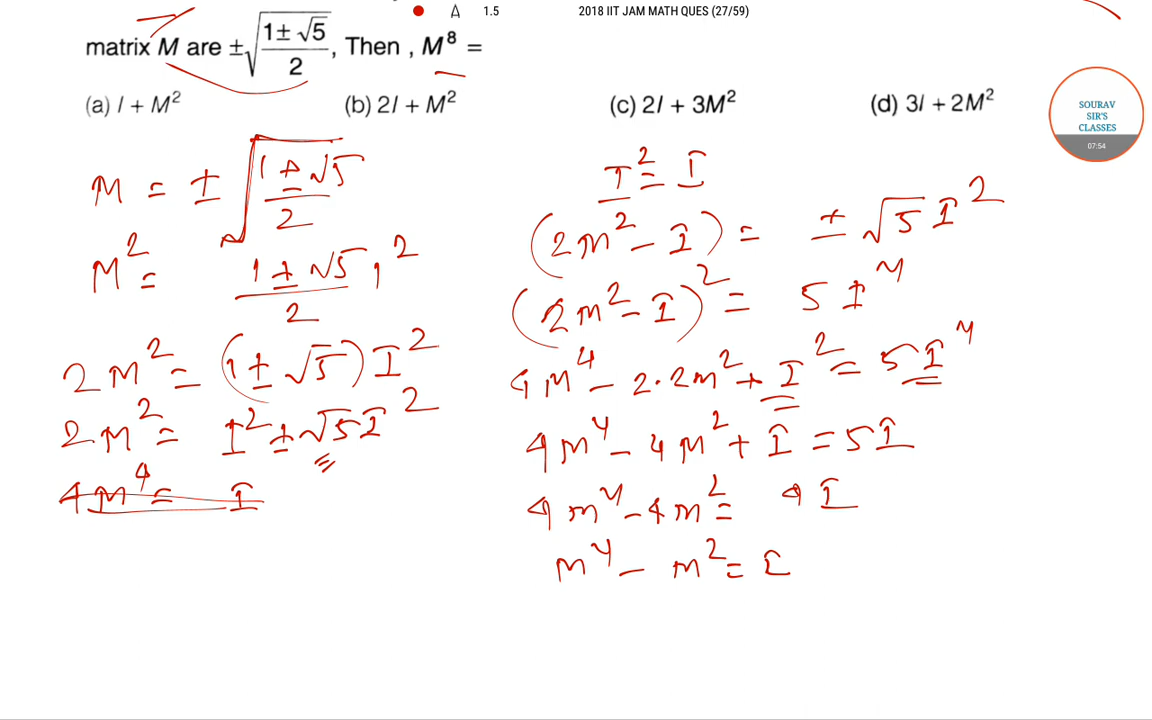 A 1.5 2018 IIT JAM MATH QUES (27/59)
matrix M are ±√((1±√5)/2), Then , M⁸ =
(a) I + M² (b) 2I + M² (c) 2I + 3M² (d) 3I + 2M²
SOURAV
SIR'S
CLASSES
07:54
M = ± √((1±√5)/2)
M² = (1±√5)/2 , ²
2M² = (1±√5) I²
2M² = I² ± √5 I²
4M⁴ = I
I² = I
(2M² - I) = ± √5 I²
(2M² - I)² = 5 I⁴
4M⁴ - 2·2M² + I² = 5I⁴
4M⁴ - 4M² + I = 5I
4M⁴ - 4M² = 4I
M⁴ - M² = I